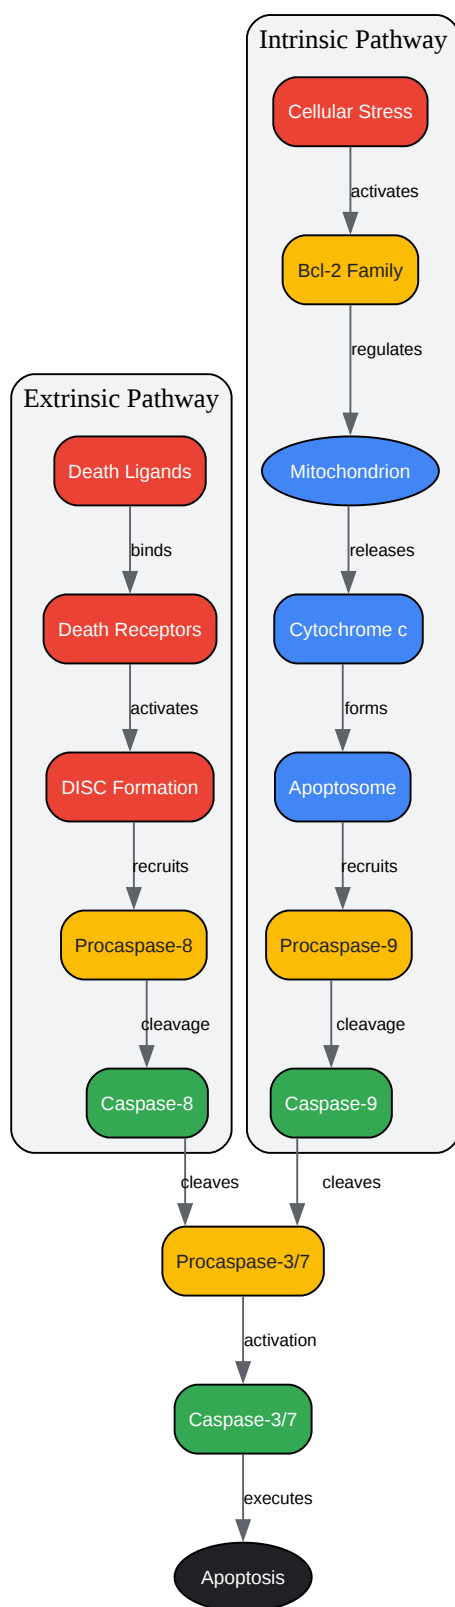 Intrinsic Pathway
Cellular Stress
activates
Bcl-2 Family
regulates
Mitochondrion
releases
Cytochrome c
forms
Apoptosome
recruits
Procaspase-9
cleavage
Caspase-9
cleaves
Extrinsic Pathway
Death Ligands
binds
Death Receptors
activates
DISC Formation
recruits
Procaspase-8
cleavage
Caspase-8
cleaves
Procaspase-3/7
activation
Caspase-3/7
executes
Apoptosis